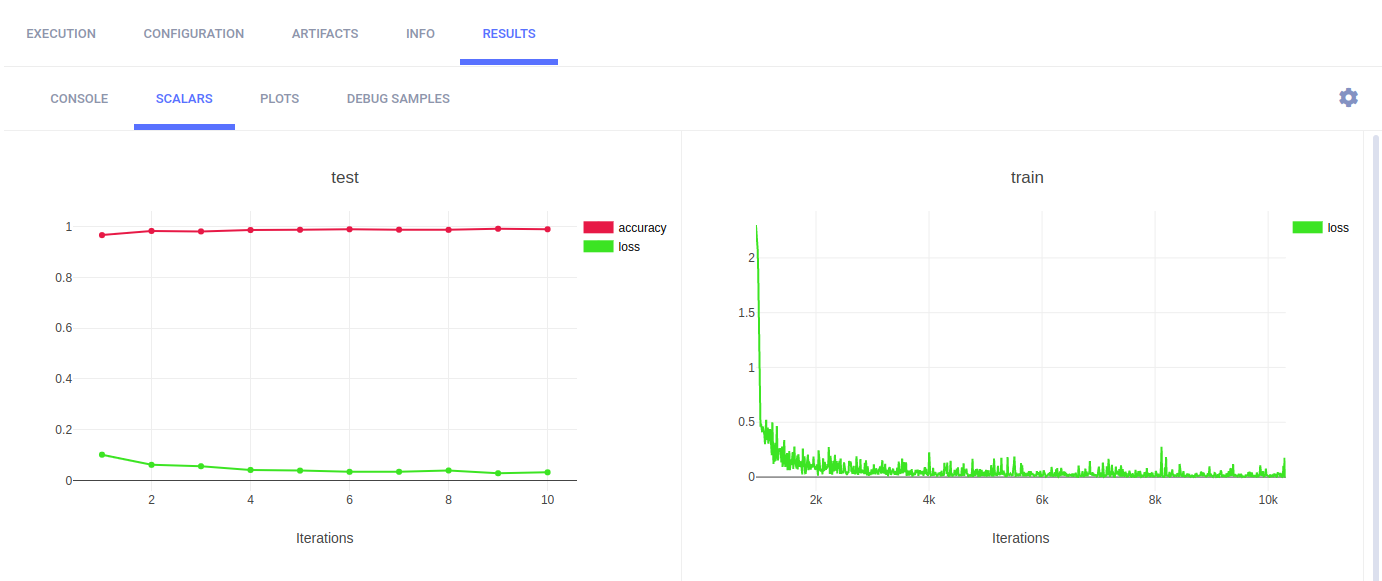 EXECUTION CONFIGURATION ARTIFACTS INFO RESULTS
CONSOLE SCALARS PLOTS DEBUG SAMPLES
test
1
0.8
0.6
0.4
0.2
0
2 4 6 8 10
Iterations
accuracy
loss
train
2
1.5
1
0.5
0
2k 4k 6k 8k 10k
Iterations
loss